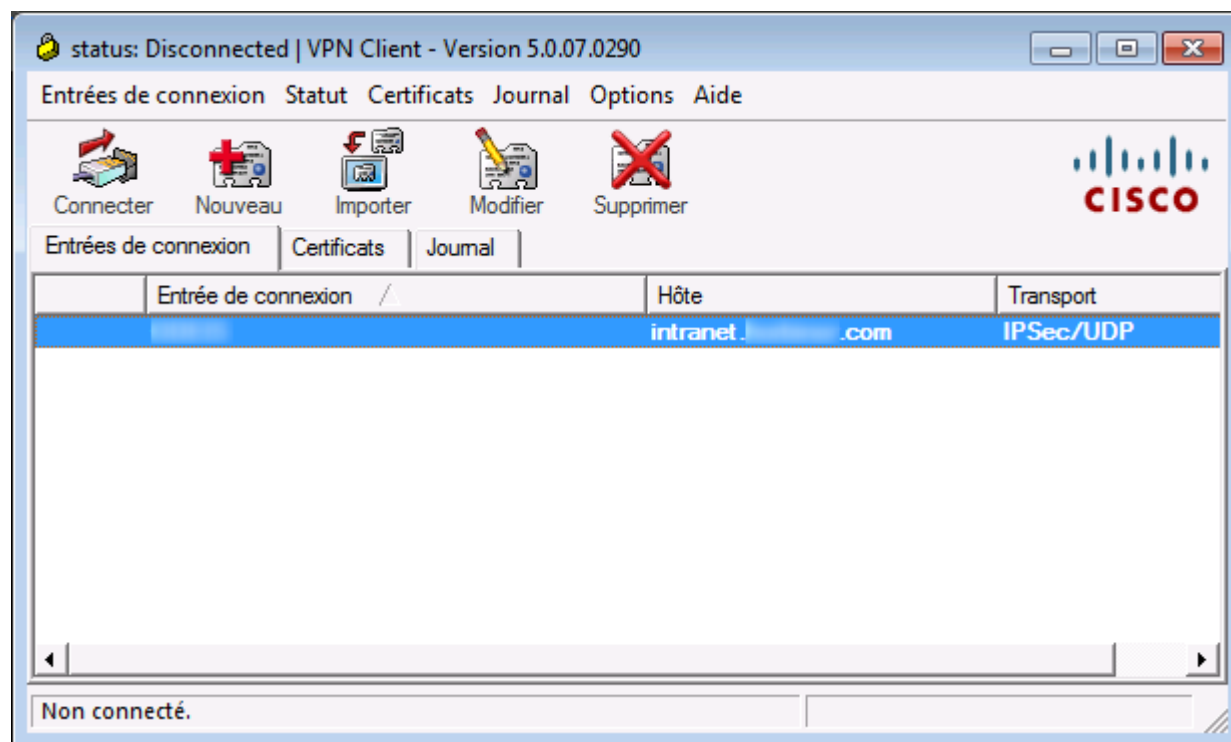 status: Disconnected | VPN Client - Version 5.0.07.0290
Entrées de connexion Statut Certificats Journal Options Aide
Connecter Nouveau Importer Modifier Supprimer
CISCO
Entrées de connexion Certificats Journal
Entrée de connexion Hôte Transport
intranet. .com IPSec/UDP
Non connecté.